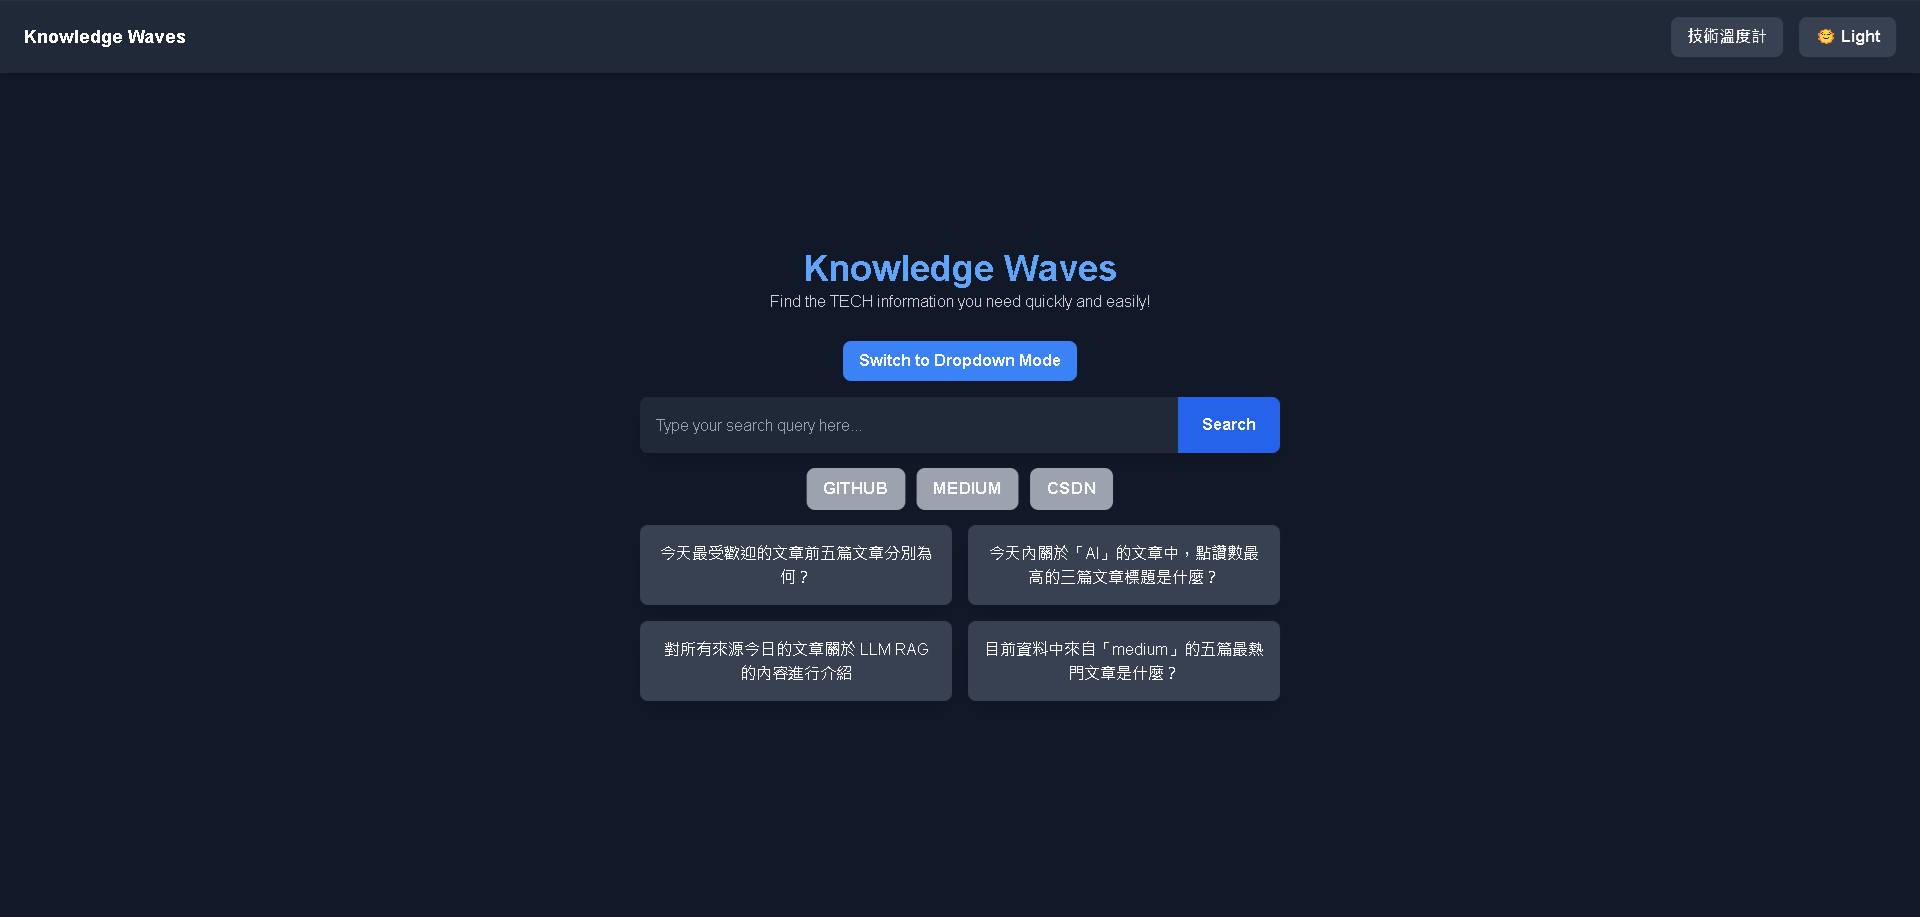 Knowledge Waves
技術溫度計
🌞 Light
Knowledge Waves
Find the TECH information you need quickly and easily!
Switch to Dropdown Mode
Type your search query here...
Search
GITHUB
MEDIUM
CSDN
今天最受歡迎的文章前五篇文章分別為
何？
今天內關於「AI」的文章中，點讚數最
高的三篇文章標題是什麼？
對所有來源今日的文章關於 LLM RAG
的內容進行介紹
目前資料中來自「medium」的五篇最熱
門文章是什麼？